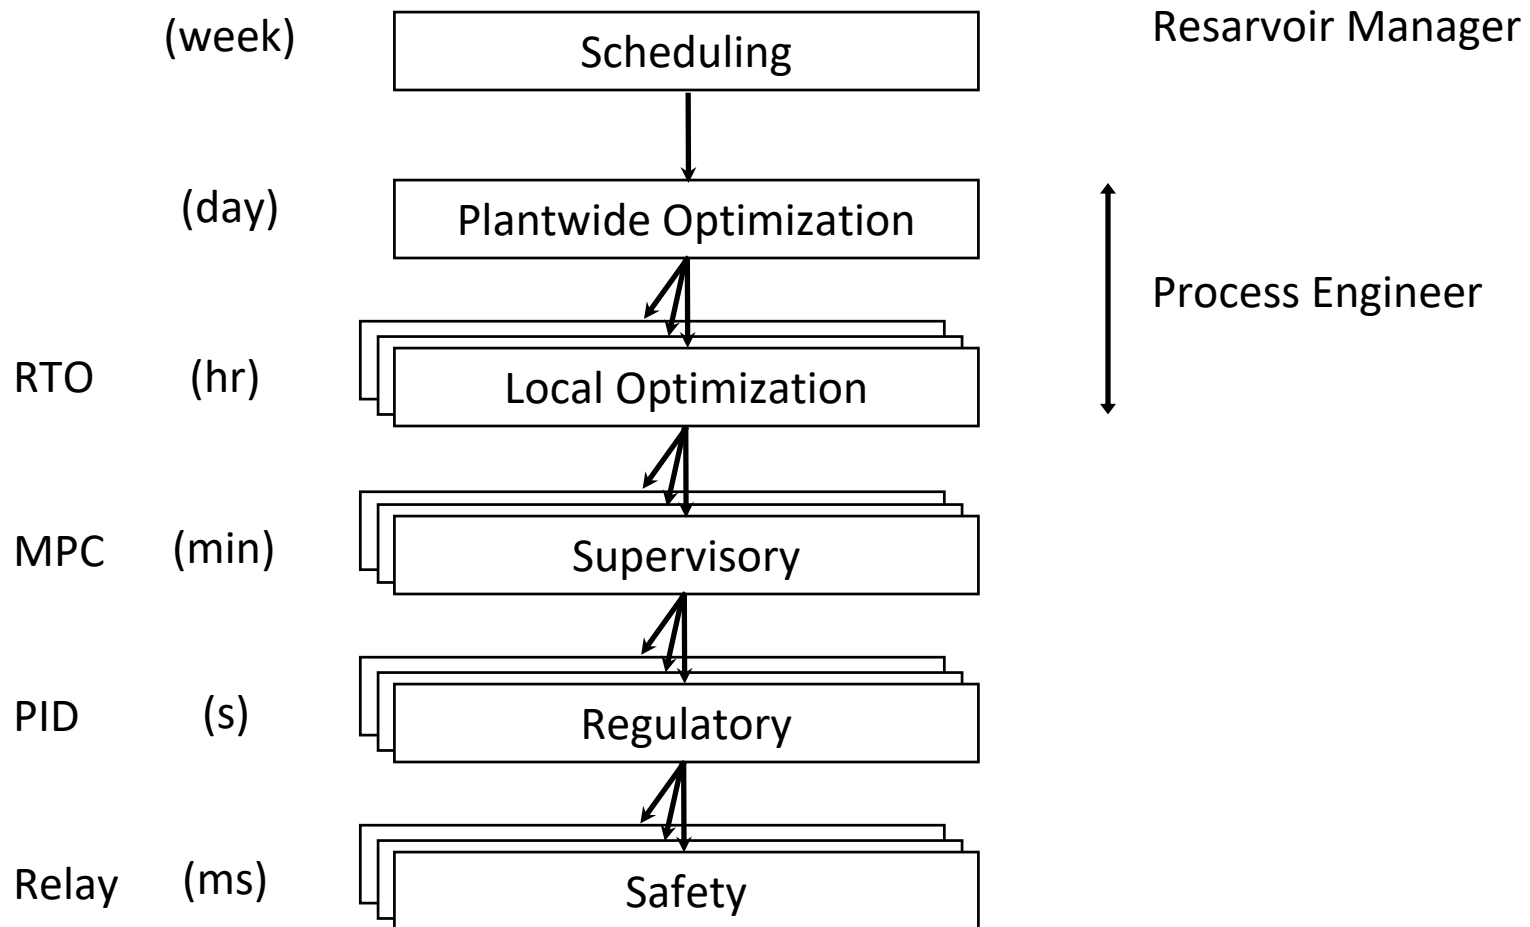 (week)
Scheduling
Resarvoir Manager
(day)
Plantwide Optimization
Process Engineer
RTO
(hr)
Local Optimization
MPC
(min)
Supervisory
PID
(s)
Regulatory
Relay
(ms)
Safety